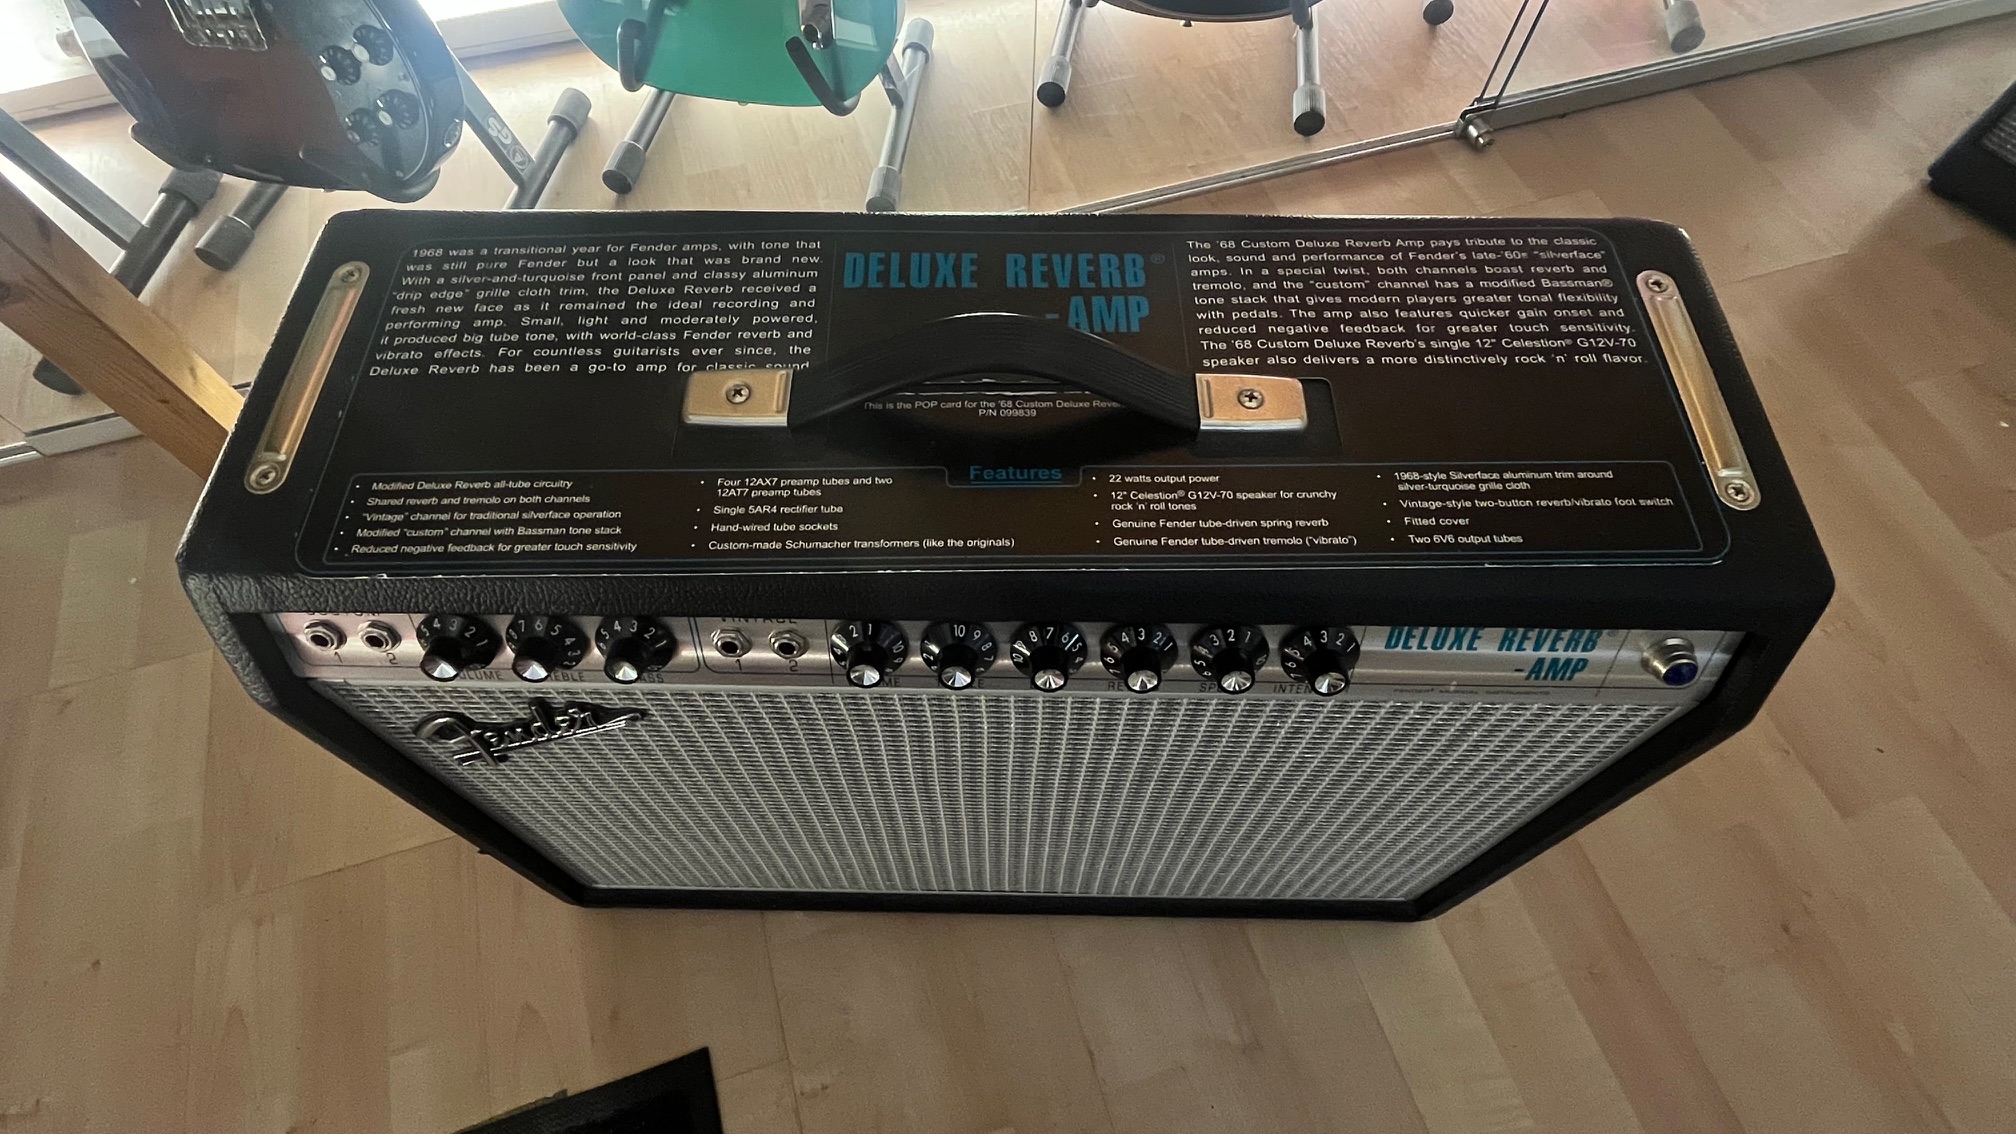 1968 was a transitional year for Fender amps, with tone that
was still pure Fender but a look that was brand new.
With a silver-and-turquoise front panel and classy aluminum
"drip edge" grille cloth trim, the Deluxe Reverb received a
fresh new face as it remained the ideal recording and
performing amp. Small, light and moderately powered,
it produced big tube tone, with world-class Fender reverb and
vibrato effects. For countless guitarists ever since, the
Deluxe Reverb has been a go-to amp for classic sound
DELUXE REVERB®
-AMP
The '68 Custom Deluxe Reverb Amp pays tribute to the classic
look, sound and performance of Fender's late-'60s "silverface"
amps. In a special twist, both channels boast reverb and
tremolo, and the "custom" channel has a modified Bassman®
tone stack that gives modern players greater tonal flexibility
with pedals. The amp also features quicker gain onset and
reduced negative feedback for greater touch sensitivity.
The '68 Custom Deluxe Reverb's single 12" Celestion® G12V-70
speaker also delivers a more distinctively rock 'n' roll flavor.
This is the POP card for the '68 Custom Deluxe
P/N 099839
Features
• Modified Deluxe Reverb all-tube circuitry
• Shared reverb and tremolo on both channels
• "Vintage" channel for traditional silverface operation
• Modified "custom" channel with Bassman tone stack
• Reduced negative feedback for greater touch sensitivity
• Four 12AX7 preamp tubes and two
12AT7 preamp tubes
• Single 5AR4 rectifier tube
• Hand-wired tube sockets
• Custom-made Schumacher transformers (like the originals)
• 22 watts output power
• 12" Celestion® G12V-70 speaker for crunchy
rock 'n' roll tones
• Genuine Fender tube-driven spring reverb
• Genuine Fender tube-driven tremolo ("vibrato")
• 1968-style Silverface aluminum trim around
silver-turquoise grille cloth
• Vintage-style two-button reverb/vibrato foot switch
• Fitted cover
• Two 6V6 output tubes
VINTAGE
1 2
1 2
DELUXE REVERB®
-AMP
Fender
GS